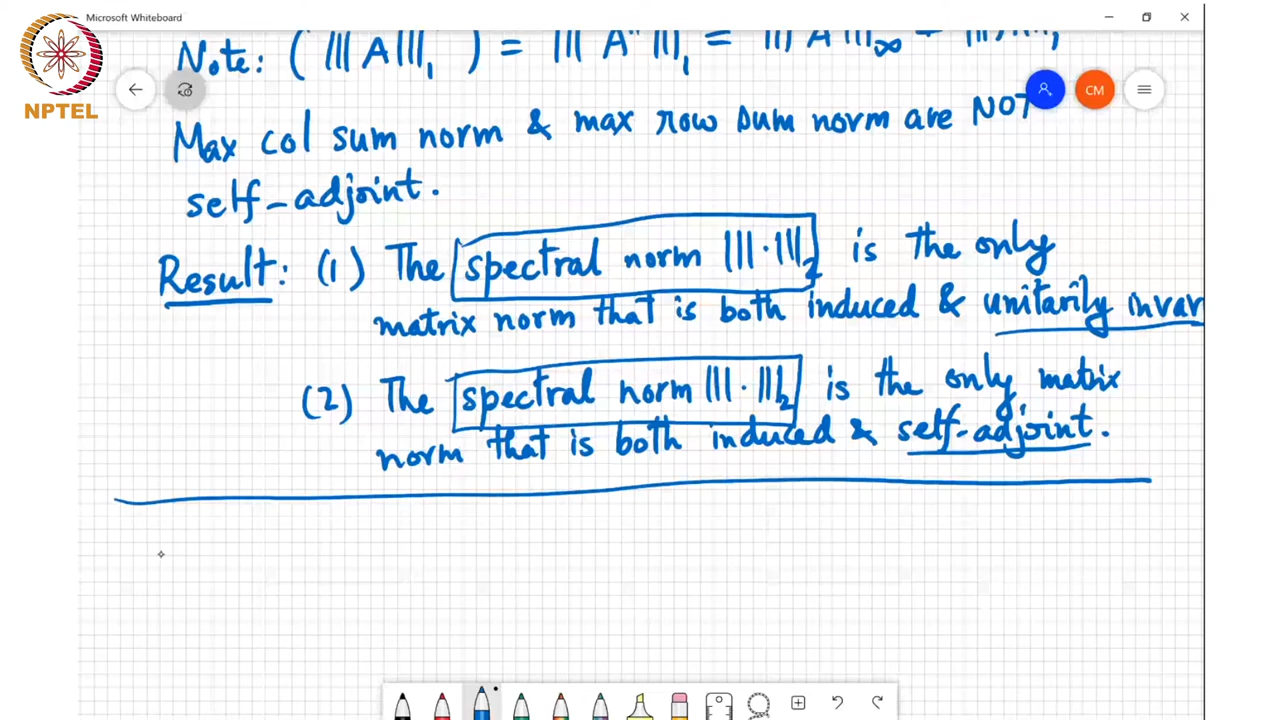 Microsoft Whiteboard
NPTEL
CM
Note: ( |||A|||₁ ) = ||| A ||| ₁ = ||| A |||∞
Max col sum norm & max row sum norm are NOT
self-adjoint.
Result: (1) The spectral norm |||·|||₂ is the only
matrix norm that is both induced & unitarily invar
(2) The spectral norm |||·|||₂ is the only matrix
norm that is both induced & self-adjoint.